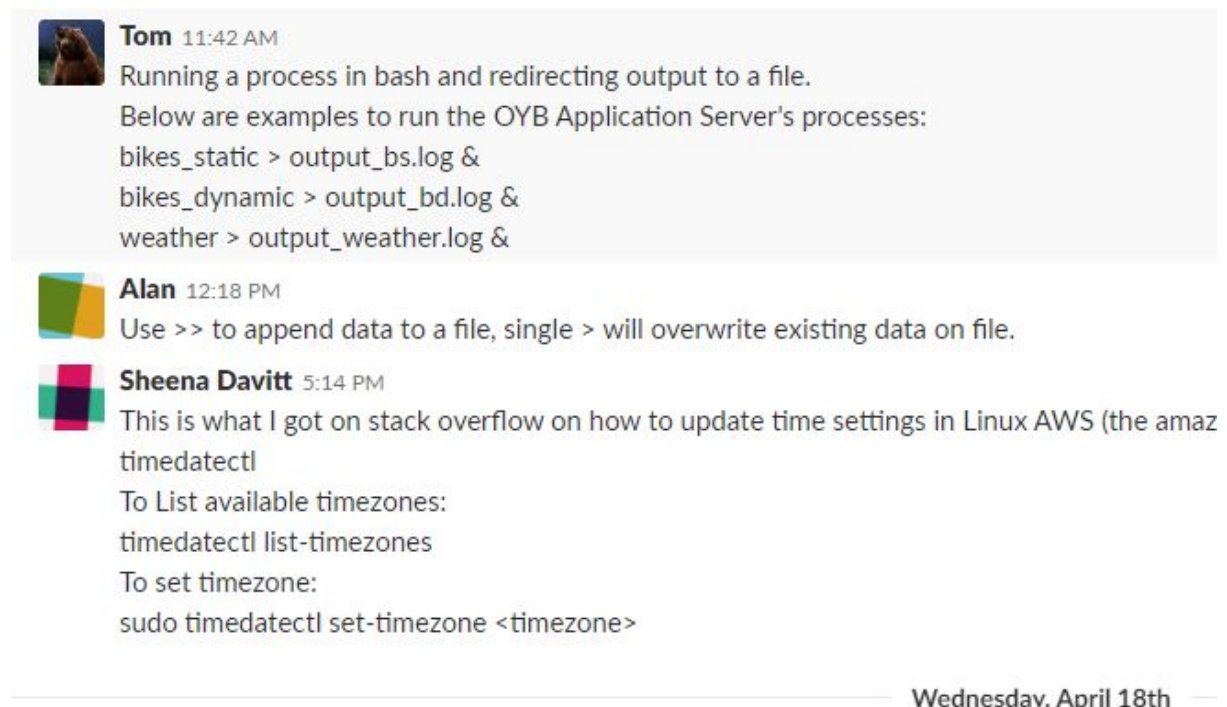 Tom 11:42 AM
Running a process in bash and redirecting output to a file.
Below are examples to run the OYB Application Server's processes:
bikes_static > output_bs.log &
bikes_dynamic > output_bd.log &
weather > output_weather.log &
Alan 12:18 PM
Use >> to append data to a file, single > will overwrite existing data on file.
Sheena Davitt 5:14 PM
This is what I got on stack overflow on how to update time settings in Linux AWS (the amaz
timedatectl
To List available timezones:
timedatectl list-timezones
To set timezone:
sudo timedatectl set-timezone <timezone>
Wednesday, April 18th